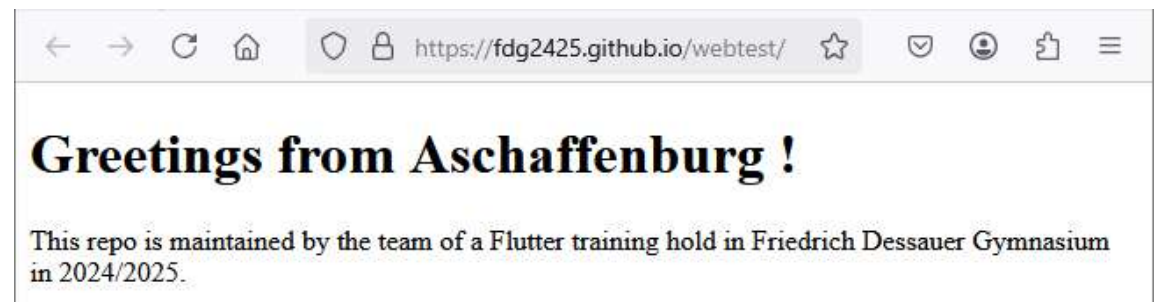 https://fdg2425.github.io/webtest/
Greetings from Aschaffenburg !
This repo is maintained by the team of a Flutter training hold in Friedrich Dessauer Gymnasium
in 2024/2025.